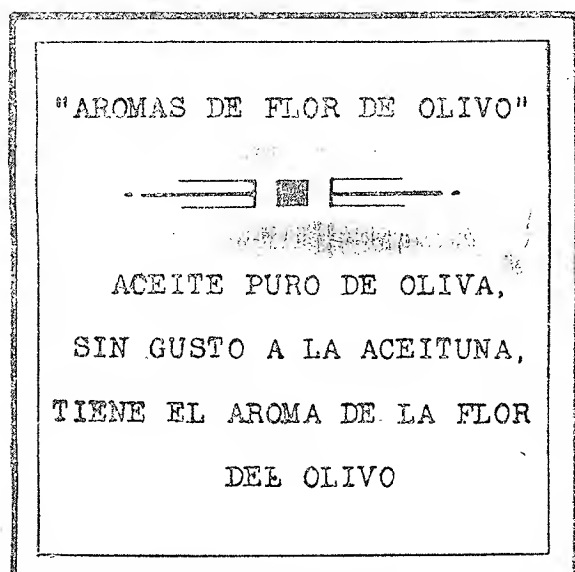 "AROMAS DE FLOR DE OLIVO"
ACEITE PURO DE OLIVA,
SIN GUSTO A LA ACEITUNA,
TIENE EL AROMA DE LA FLOR
DEL OLIVO